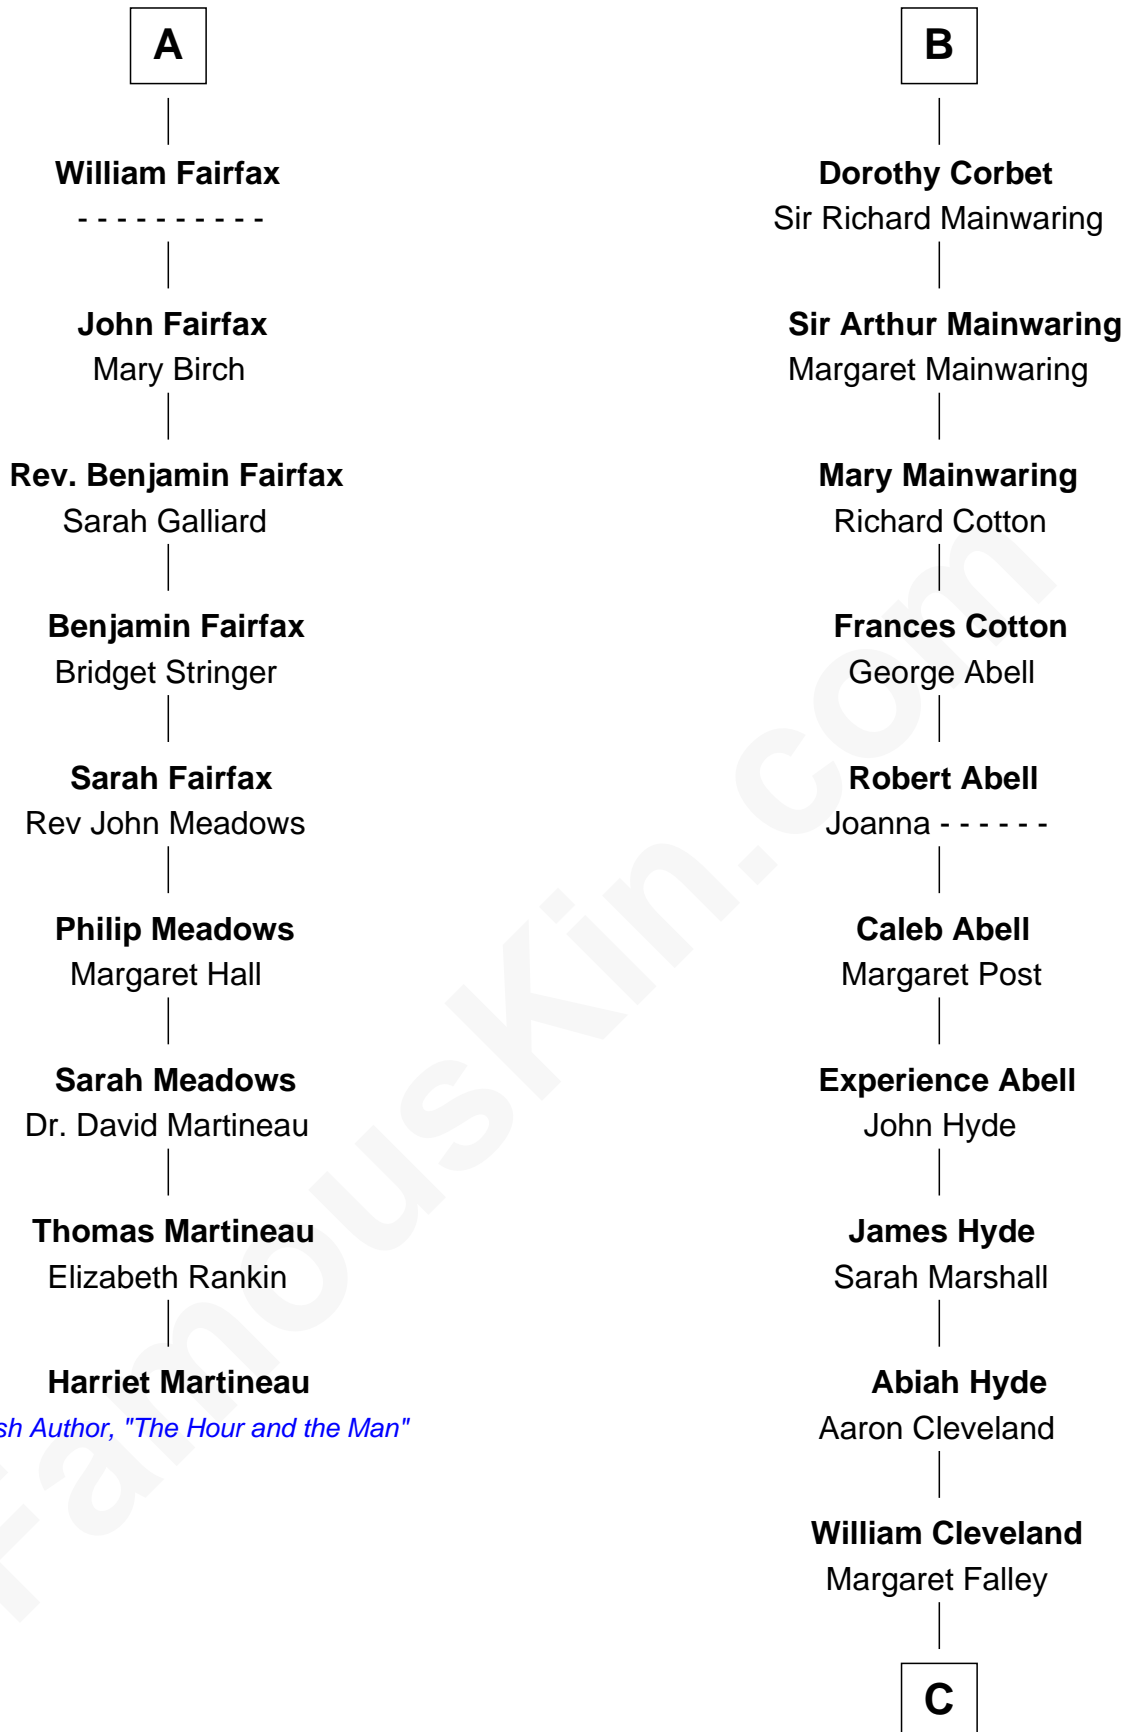 A
William Fairfax
- - - - - - - - - -
John Fairfax
Mary Birch
Rev. Benjamin Fairfax
Sarah Galliard
Benjamin Fairfax
Bridget Stringer
Sarah Fairfax
Rev John Meadows
Philip Meadows
Margaret Hall
Sarah Meadows
Dr. David Martineau
Thomas Martineau
Elizabeth Rankin
Harriet Martineau
sh Author, "The Hour and the Man"
B
Dorothy Corbet
Sir Richard Mainwaring
Sir Arthur Mainwaring
Margaret Mainwaring
Mary Mainwaring
Richard Cotton
Frances Cotton
George Abell
Robert Abell
Joanna - - - - - -
Caleb Abell
Margaret Post
Experience Abell
John Hyde
James Hyde
Sarah Marshall
Abiah Hyde
Aaron Cleveland
William Cleveland
Margaret Falley
C
FamousKin.com